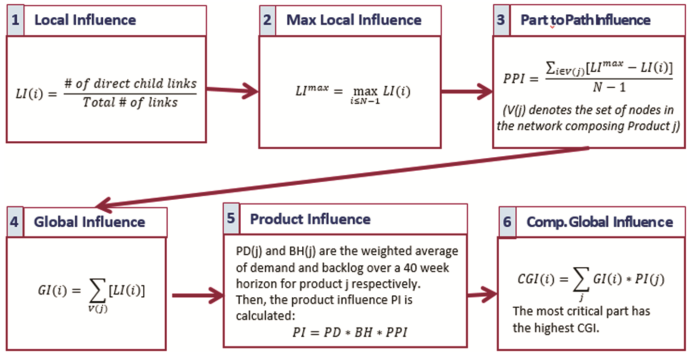 1 Local Influence
LI(i) = # of direct child links / Total # of links
2 Max Local Influence
LI^max = max_{i≤N−1} LI(i)
3 Part to Path Influence
PPI = ∑_{i∈V(j)}[LI^max − LI(i)] / N − 1
(V(j) denotes the set of nodes in
the network composing Product j)
4 Global Influence
GI(i) = ∑_{V(j)} [LI(i)]
5 Product Influence
PD(j) and BH(j) are the weighted average
of demand and backlog over a 40 week
horizon for product j respectively.
Then, the product influence PI is
calculated:
PI = PD * BH * PPI
6 Comp.Global Influence
CGI(i) = ∑_j GI(i) * PI(j)
The most critical part has
the highest CGI.